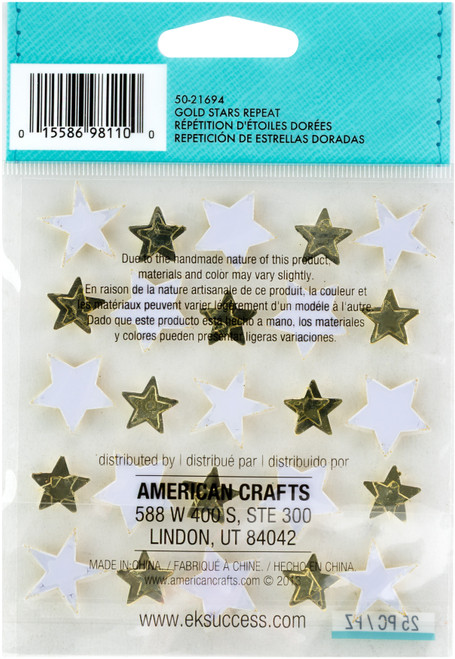 50-21694
GOLD STARS REPEAT
RÉPÉTITION D'ÉTOILES DORÉES
REPETICIÓN DE ESTRELLAS DORADAS
0 15586 98110 0
Due to the handmade nature of this product,
materials and color may vary slightly.
En raison de la nature artisanale de ce produit, la couleur et
les matériaux peuvent varier légèrement d'un modéle à l'autre.
Dado que este producto está hecho a mano, los materiales
y colores pueden presentar ligeras variaciones.
distributed by | distribué par | distribuido por
AMERICAN CRAFTS
588 W 400 S, STE 300
LINDON, UT 84042
MADE IN CHINA. / FABRIQUÉ À CHINE. / HECHO EN CHINA.
www.americancrafts.com © 2013
www.eksuccess.com
25 PC / PZ